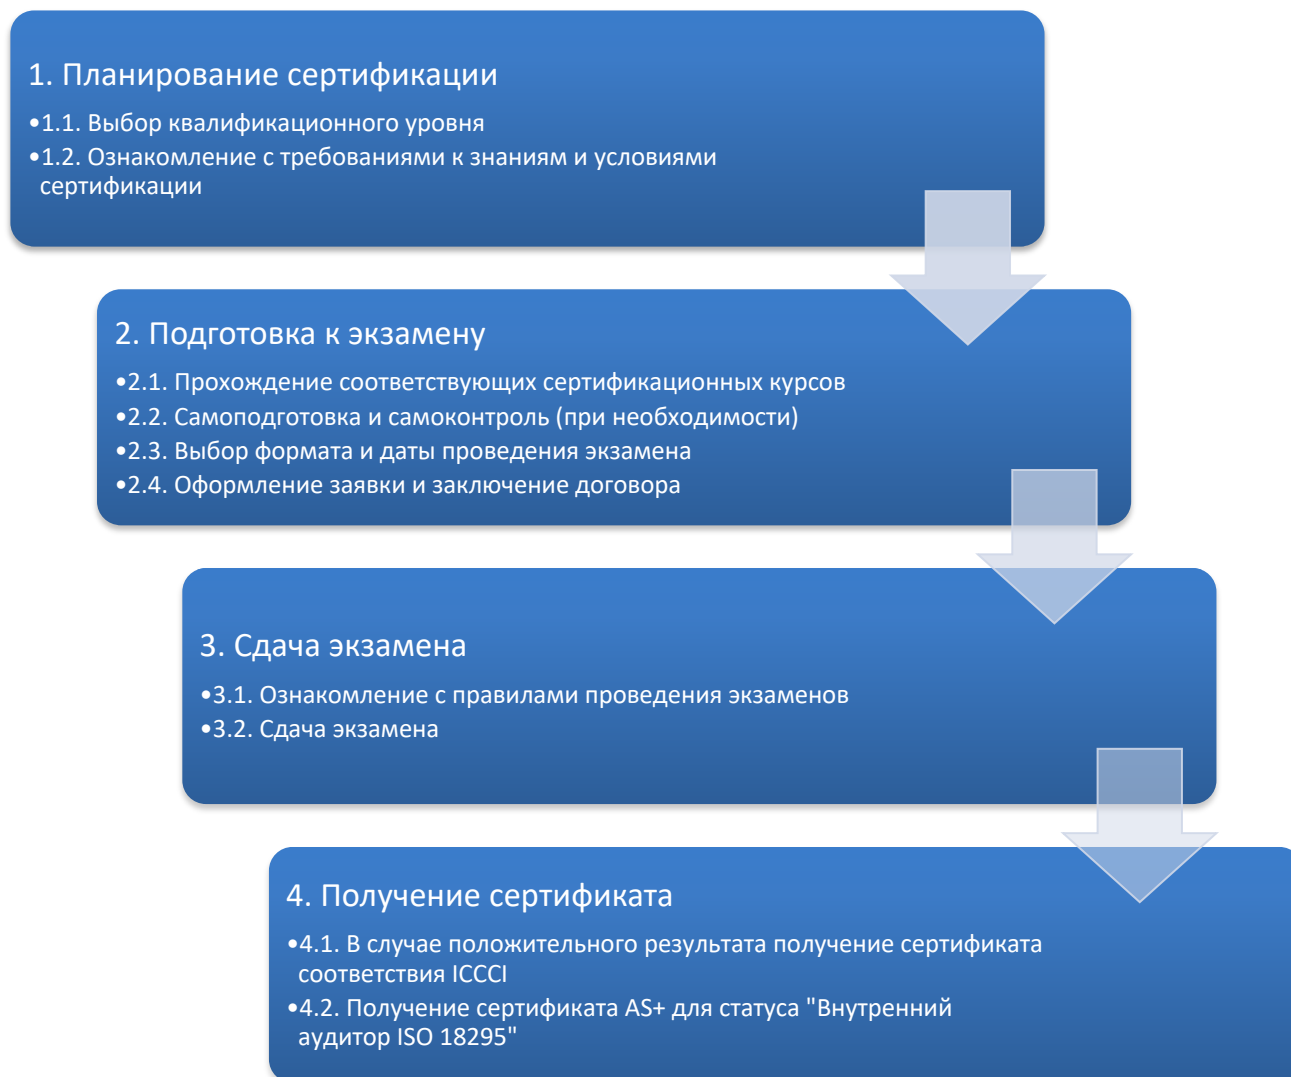 1. Планирование сертификации
•1.1. Выбор квалификационного уровня
•1.2. Ознакомление с требованиями к знаниям и условиями
сертификации
2. Подготовка к экзамену
•2.1. Прохождение соответствующих сертификационных курсов
•2.2. Самоподготовка и самоконтроль (при необходимости)
•2.3. Выбор формата и даты проведения экзамена
•2.4. Оформление заявки и заключение договора
3. Сдача экзамена
•3.1. Ознакомление с правилами проведения экзаменов
•3.2. Сдача экзамена
4. Получение сертификата
•4.1. В случае положительного результата получение сертификата
соответствия ICCCI
•4.2. Получение сертификата AS+ для статуса "Внутренний
аудитор ISO 18295"